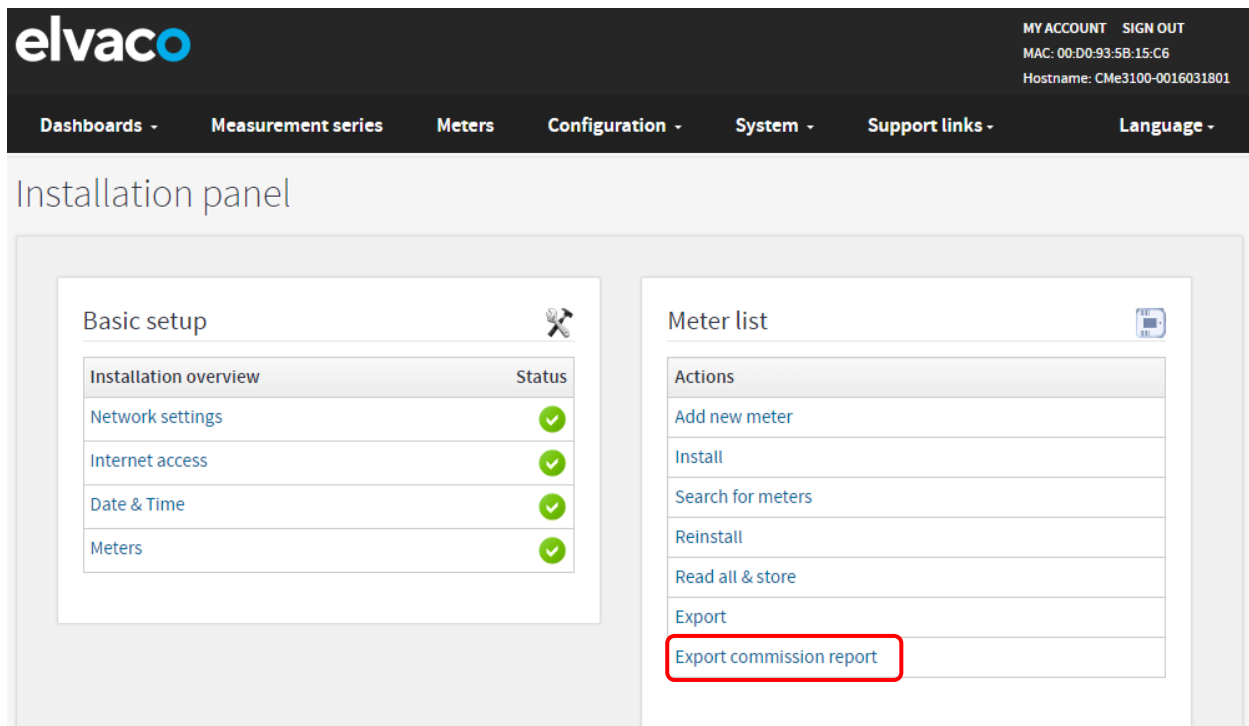 elvaco
MY ACCOUNT SIGN OUT
MAC: 00:D0:93:5B:15:C6
Hostname: CMe3100-0016031801
Dashboards Measurement series Meters Configuration System Support links Language
Installation panel
Basic setup
Installation overview Status
Network settings
Internet access
Date & Time
Meters
Meter list
Actions
Add new meter
Install
Search for meters
Reinstall
Read all & store
Export
Export commission report